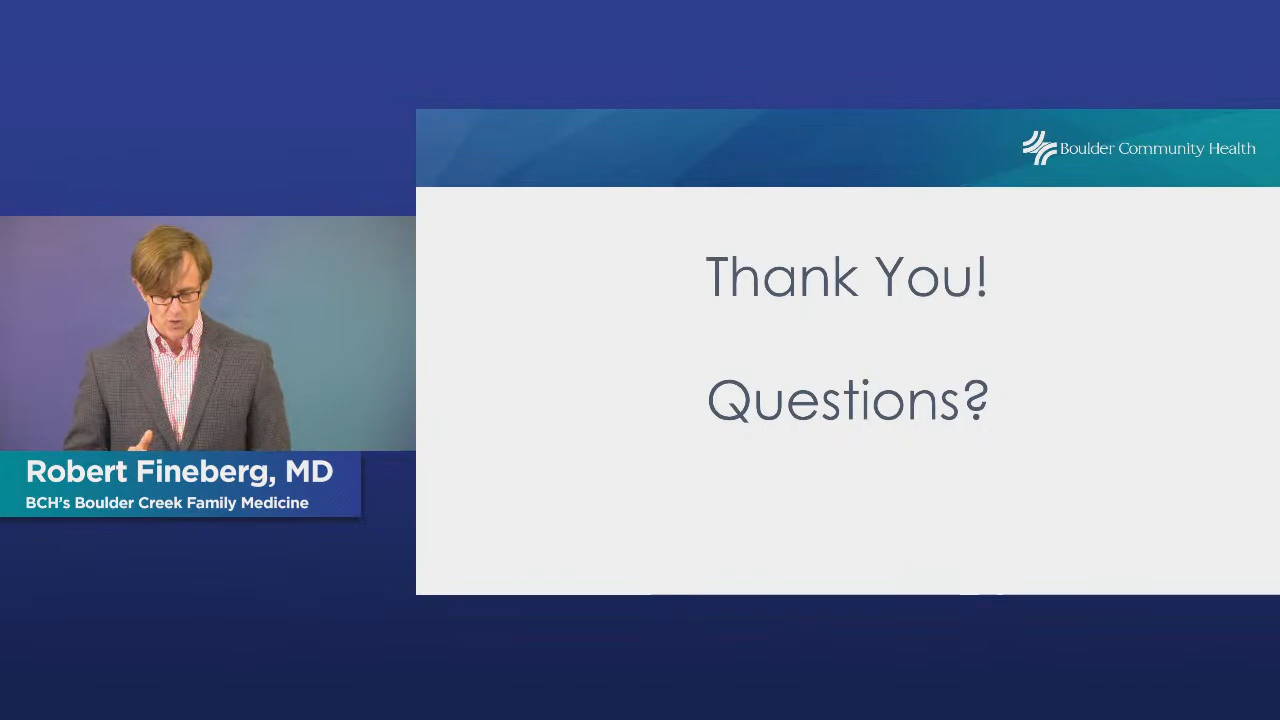 Boulder Community Health
Thank You!
Questions?
Robert Fineberg, MD
BCH's Boulder Creek Family Medicine